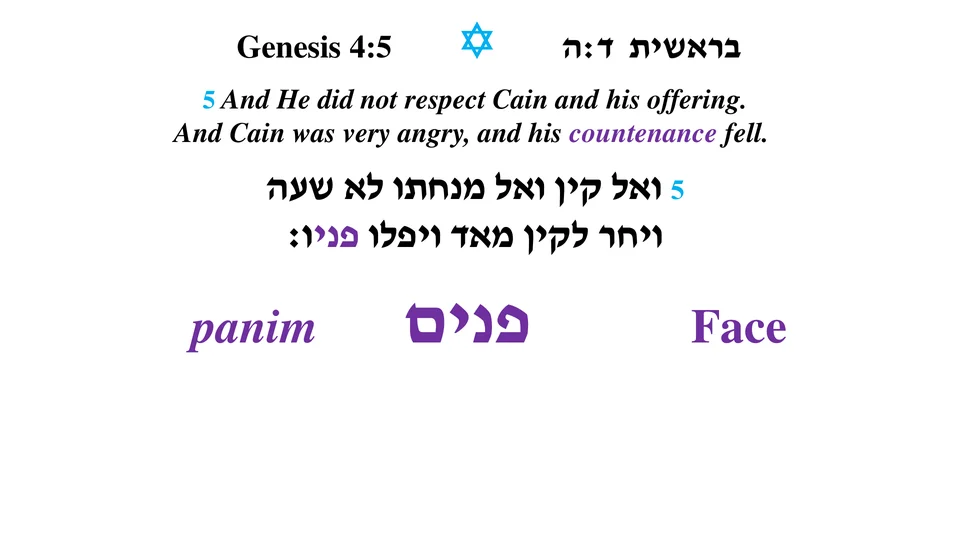 Genesis 4:5 ✡ בראשית ד:ה
5 And He did not respect Cain and his offering.
And Cain was very angry, and his countenance fell.
5 ואל קין ואל מנחתו לא שעה
ויחר לקין מאד ויפלו פניו:
panim פנים Face